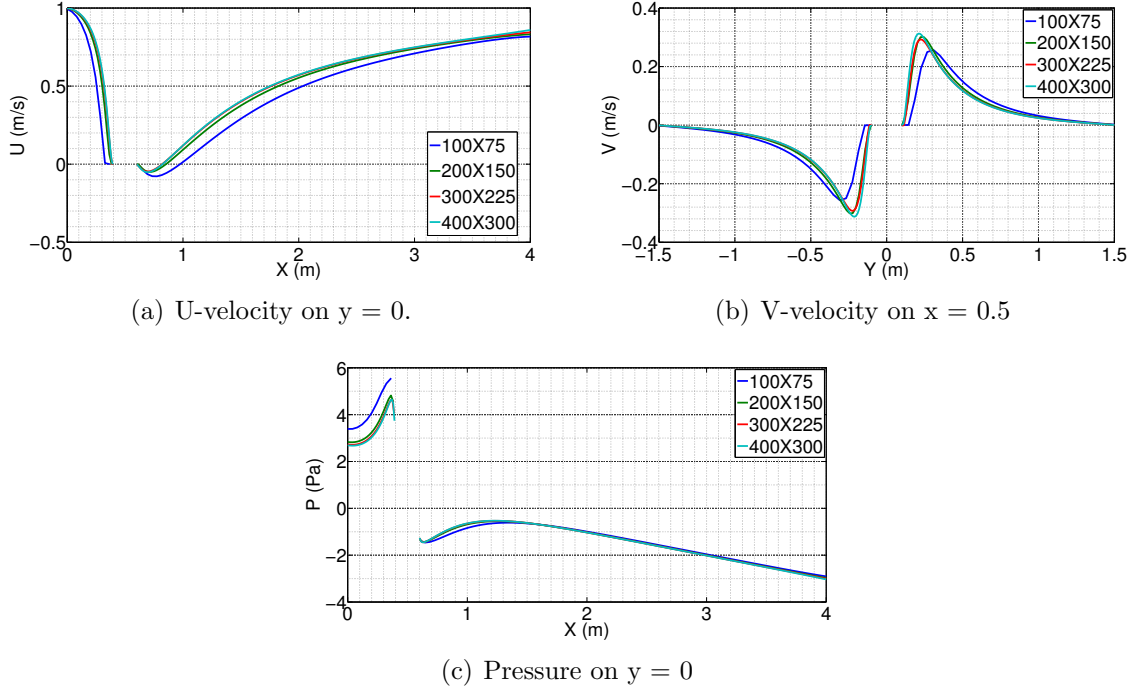 1
0.5
0
−0.5
U (m/s)
0
1
2
3
4
X (m)
100X75
200X150
300X225
400X300
(a) U-velocity on y = 0.
0.4
0.2
0
−0.2
−0.4
V (m/s)
−1.5
−1
−0.5
0
0.5
1
1.5
Y (m)
100X75
200X150
300X225
400X300
(b) V-velocity on x = 0.5
6
4
2
0
−2
−4
P (Pa)
0
1
2
3
4
X (m)
100X75
200X150
300X225
400X300
(c) Pressure on y = 0